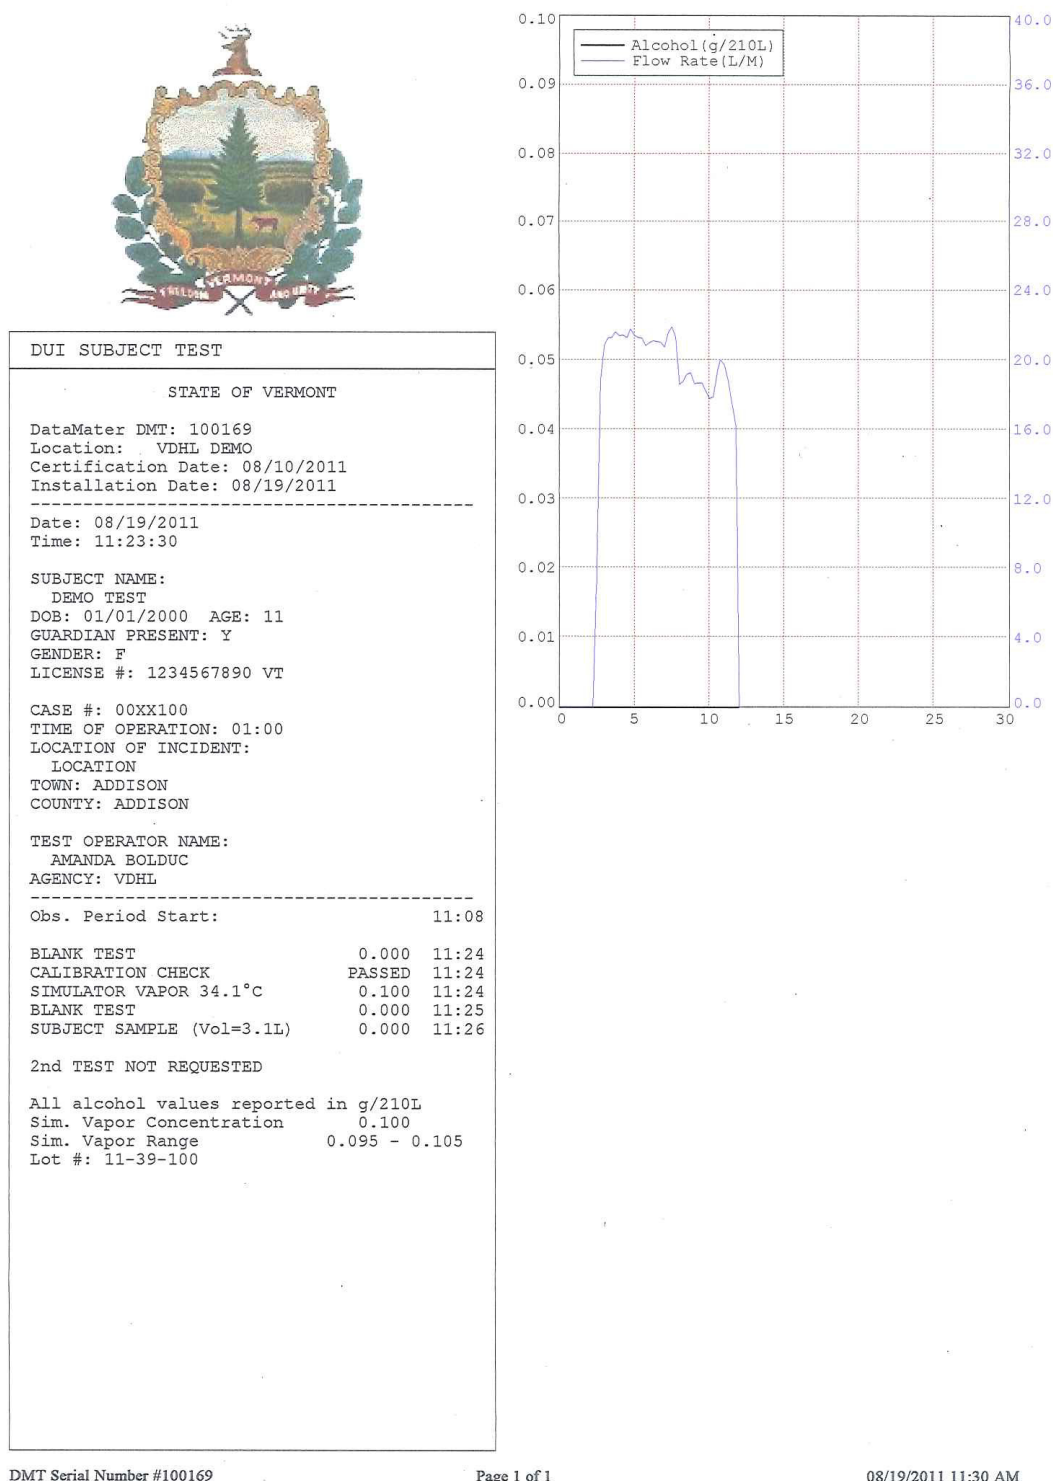 FREEDOM VERMONT AND UNITY
DUI SUBJECT TEST
STATE OF VERMONT
DataMater DMT: 100169
Location: VDHL DEMO
Certification Date: 08/10/2011
Installation Date: 08/19/2011
--------------------------------------------
Date: 08/19/2011
Time: 11:23:30
SUBJECT NAME:
DEMO TEST
DOB: 01/01/2000 AGE: 11
GUARDIAN PRESENT: Y
GENDER: F
LICENSE #: 1234567890 VT
CASE #: 00XX100
TIME OF OPERATION: 01:00
LOCATION OF INCIDENT:
LOCATION
TOWN: ADDISON
COUNTY: ADDISON
TEST OPERATOR NAME:
AMANDA BOLDUC
AGENCY: VDHL
--------------------------------------------
Obs. Period Start: 11:08
BLANK TEST 0.000 11:24
CALIBRATION CHECK PASSED 11:24
SIMULATOR VAPOR 34.1°C 0.100 11:24
BLANK TEST 0.000 11:25
SUBJECT SAMPLE (Vol=3.1L) 0.000 11:26
2nd TEST NOT REQUESTED
All alcohol values reported in g/210L
Sim. Vapor Concentration 0.100
Sim. Vapor Range 0.095 - 0.105
Lot #: 11-39-100
Alcohol(g/210L)
Flow Rate(L/M)
0.10 40.0
0.09 36.0
0.08 32.0
0.07 28.0
0.06 24.0
0.05 20.0
0.04 16.0
0.03 12.0
0.02 8.0
0.01 4.0
0.00 0.0
0 5 10 15 20 25 30
DMT Serial Number #100169 Page 1 of 1 08/19/2011 11:30 AM